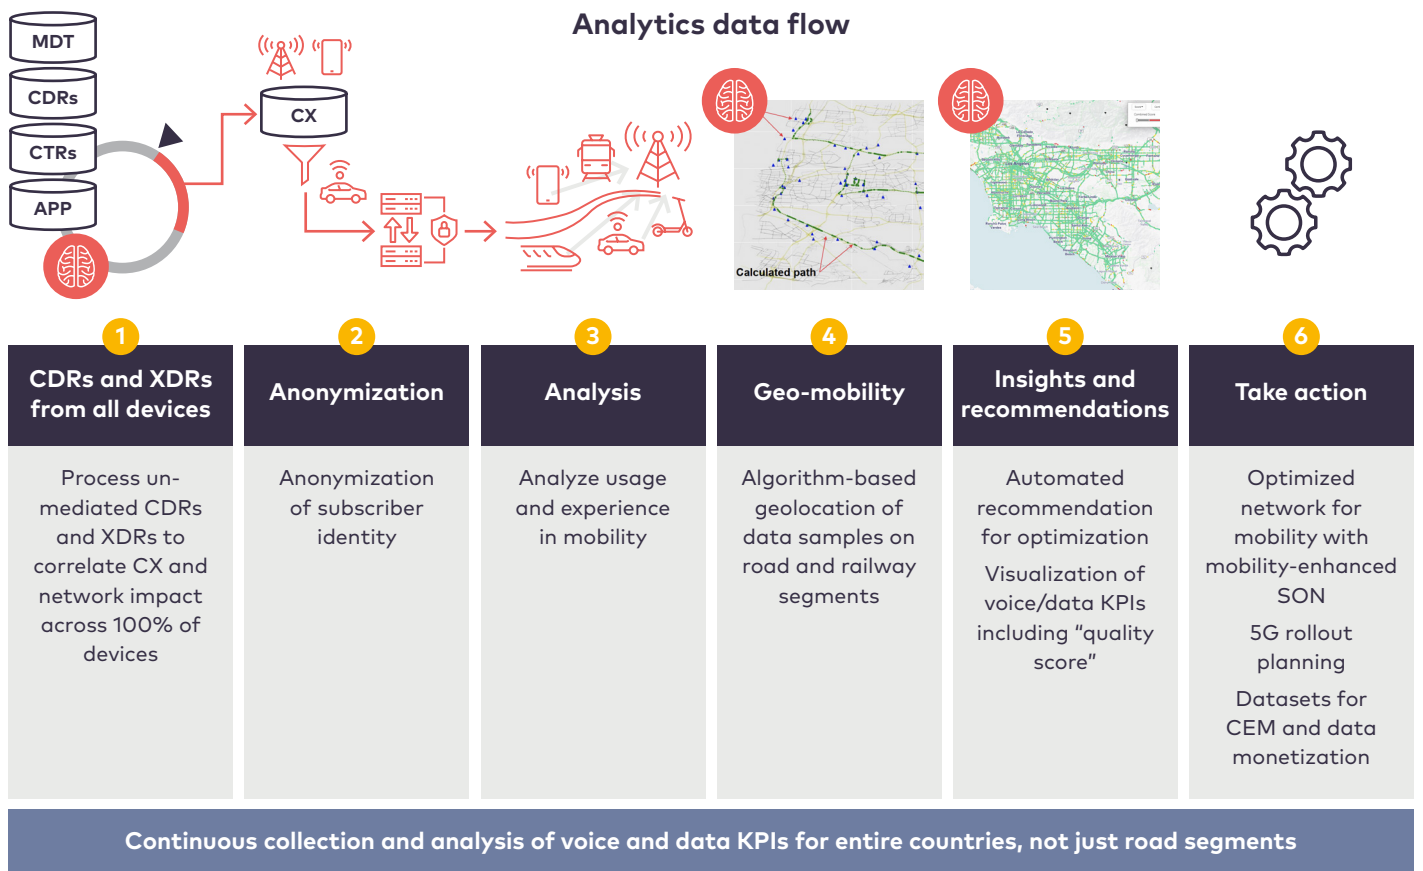 Analytics data flow
MDT
CDRs
CTRs
APP
CX
Calculated path
1
CDRs and XDRs
from all devices
Process un-
mediated CDRs
and XDRs to
correlate CX and
network impact
across 100% of
devices
2
Anonymization
Anonymization
of subscriber
identity
3
Analysis
Analyze usage
and experience
in mobility
4
Geo-mobility
Algorithm-based
geolocation of
data samples on
road and railway
segments
5
Insights and
recommendations
Automated
recommendation
for optimization
Visualization of
voice/data KPIs
including “quality
score”
6
Take action
Optimized
network for
mobility with
mobility-enhanced
SON
5G rollout
planning
Datasets for
CEM and data
monetization
Continuous collection and analysis of voice and data KPIs for entire countries, not just road segments